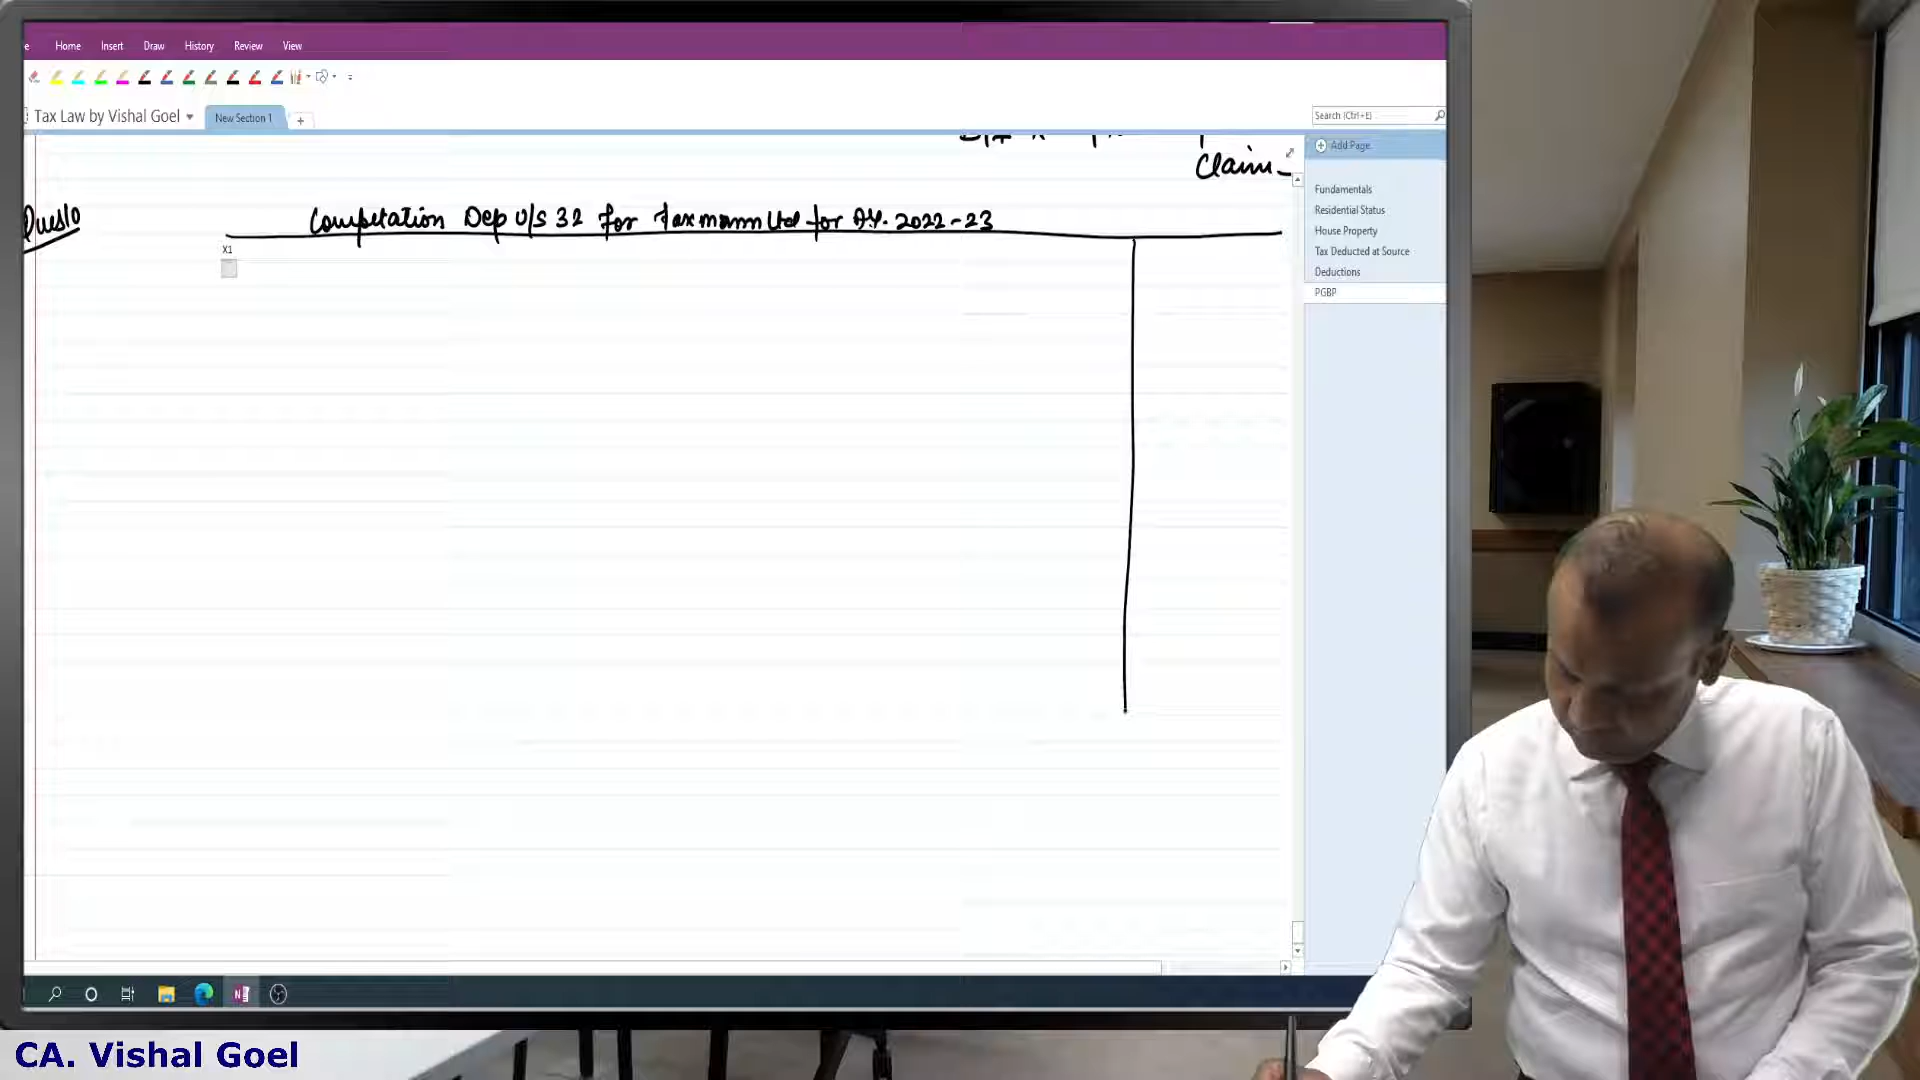 e Home Insert Draw History Review View
Tax Law by Vishal Goel New Section 1 +
Search (Ctrl+E)
Add Page
Claim
Fundamentals
Residential Status
House Property
Tax Deducted at Source
Deductions
PGBP
Ques10
Computation Dep U/S 32 for Taxmann Ltd for A.Y. 2022-23
X1
CA. Vishal Goel